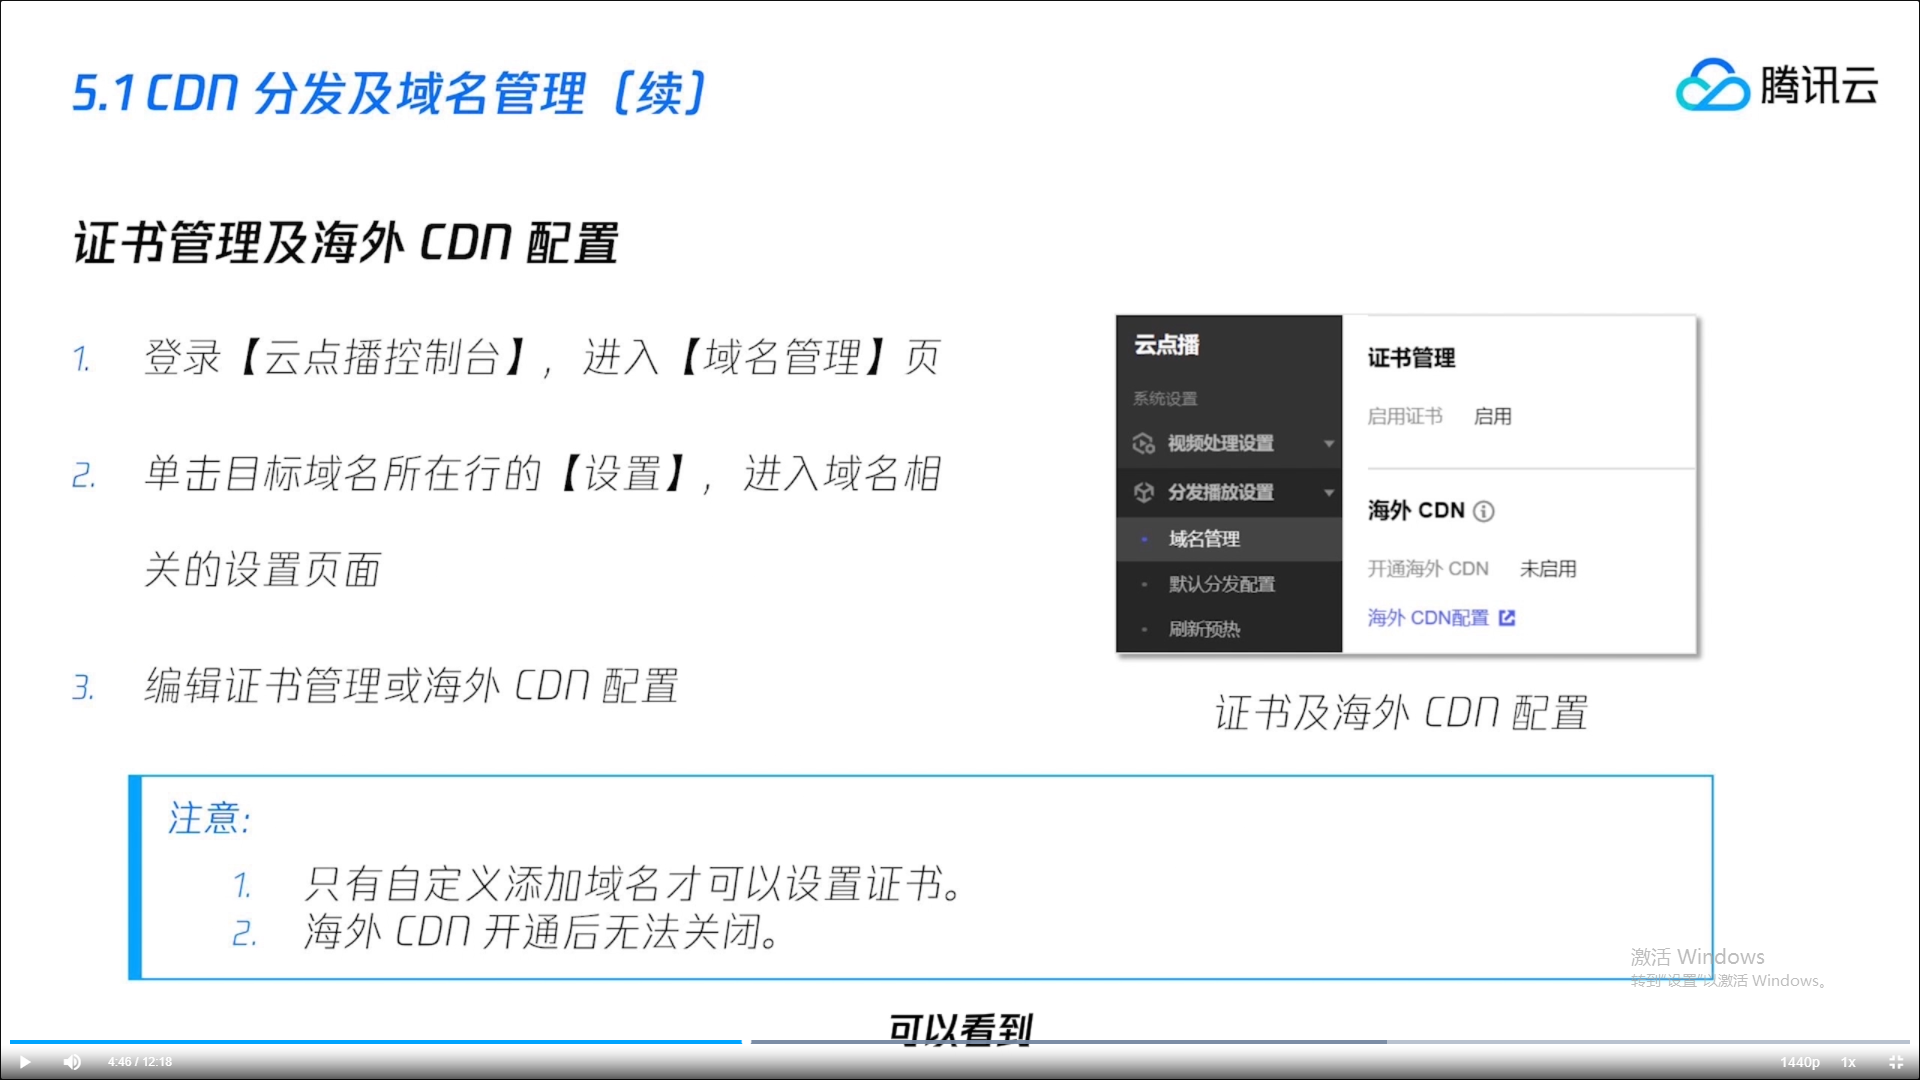 5.1 CDN 分发及域名管理（续）
腾讯云
证书管理及海外 CDN 配置
1. 登录【云点播控制台】，进入【域名管理】页
2. 单击目标域名所在行的【设置】，进入域名相
关的设置页面
3. 编辑证书管理或海外 CDN 配置
云点播
系统设置
视频处理设置
分发播放设置
域名管理
默认分发配置
刷新预热
证书管理
启用证书 启用
海外 CDN
开通海外 CDN 未启用
海外 CDN配置
证书及海外 CDN 配置
注意:
1. 只有自定义添加域名才可以设置证书。
2. 海外 CDN 开通后无法关闭。
激活 Windows
转到"设置"以激活 Windows。
可以看到
4:46 / 12:18
1440p 1x